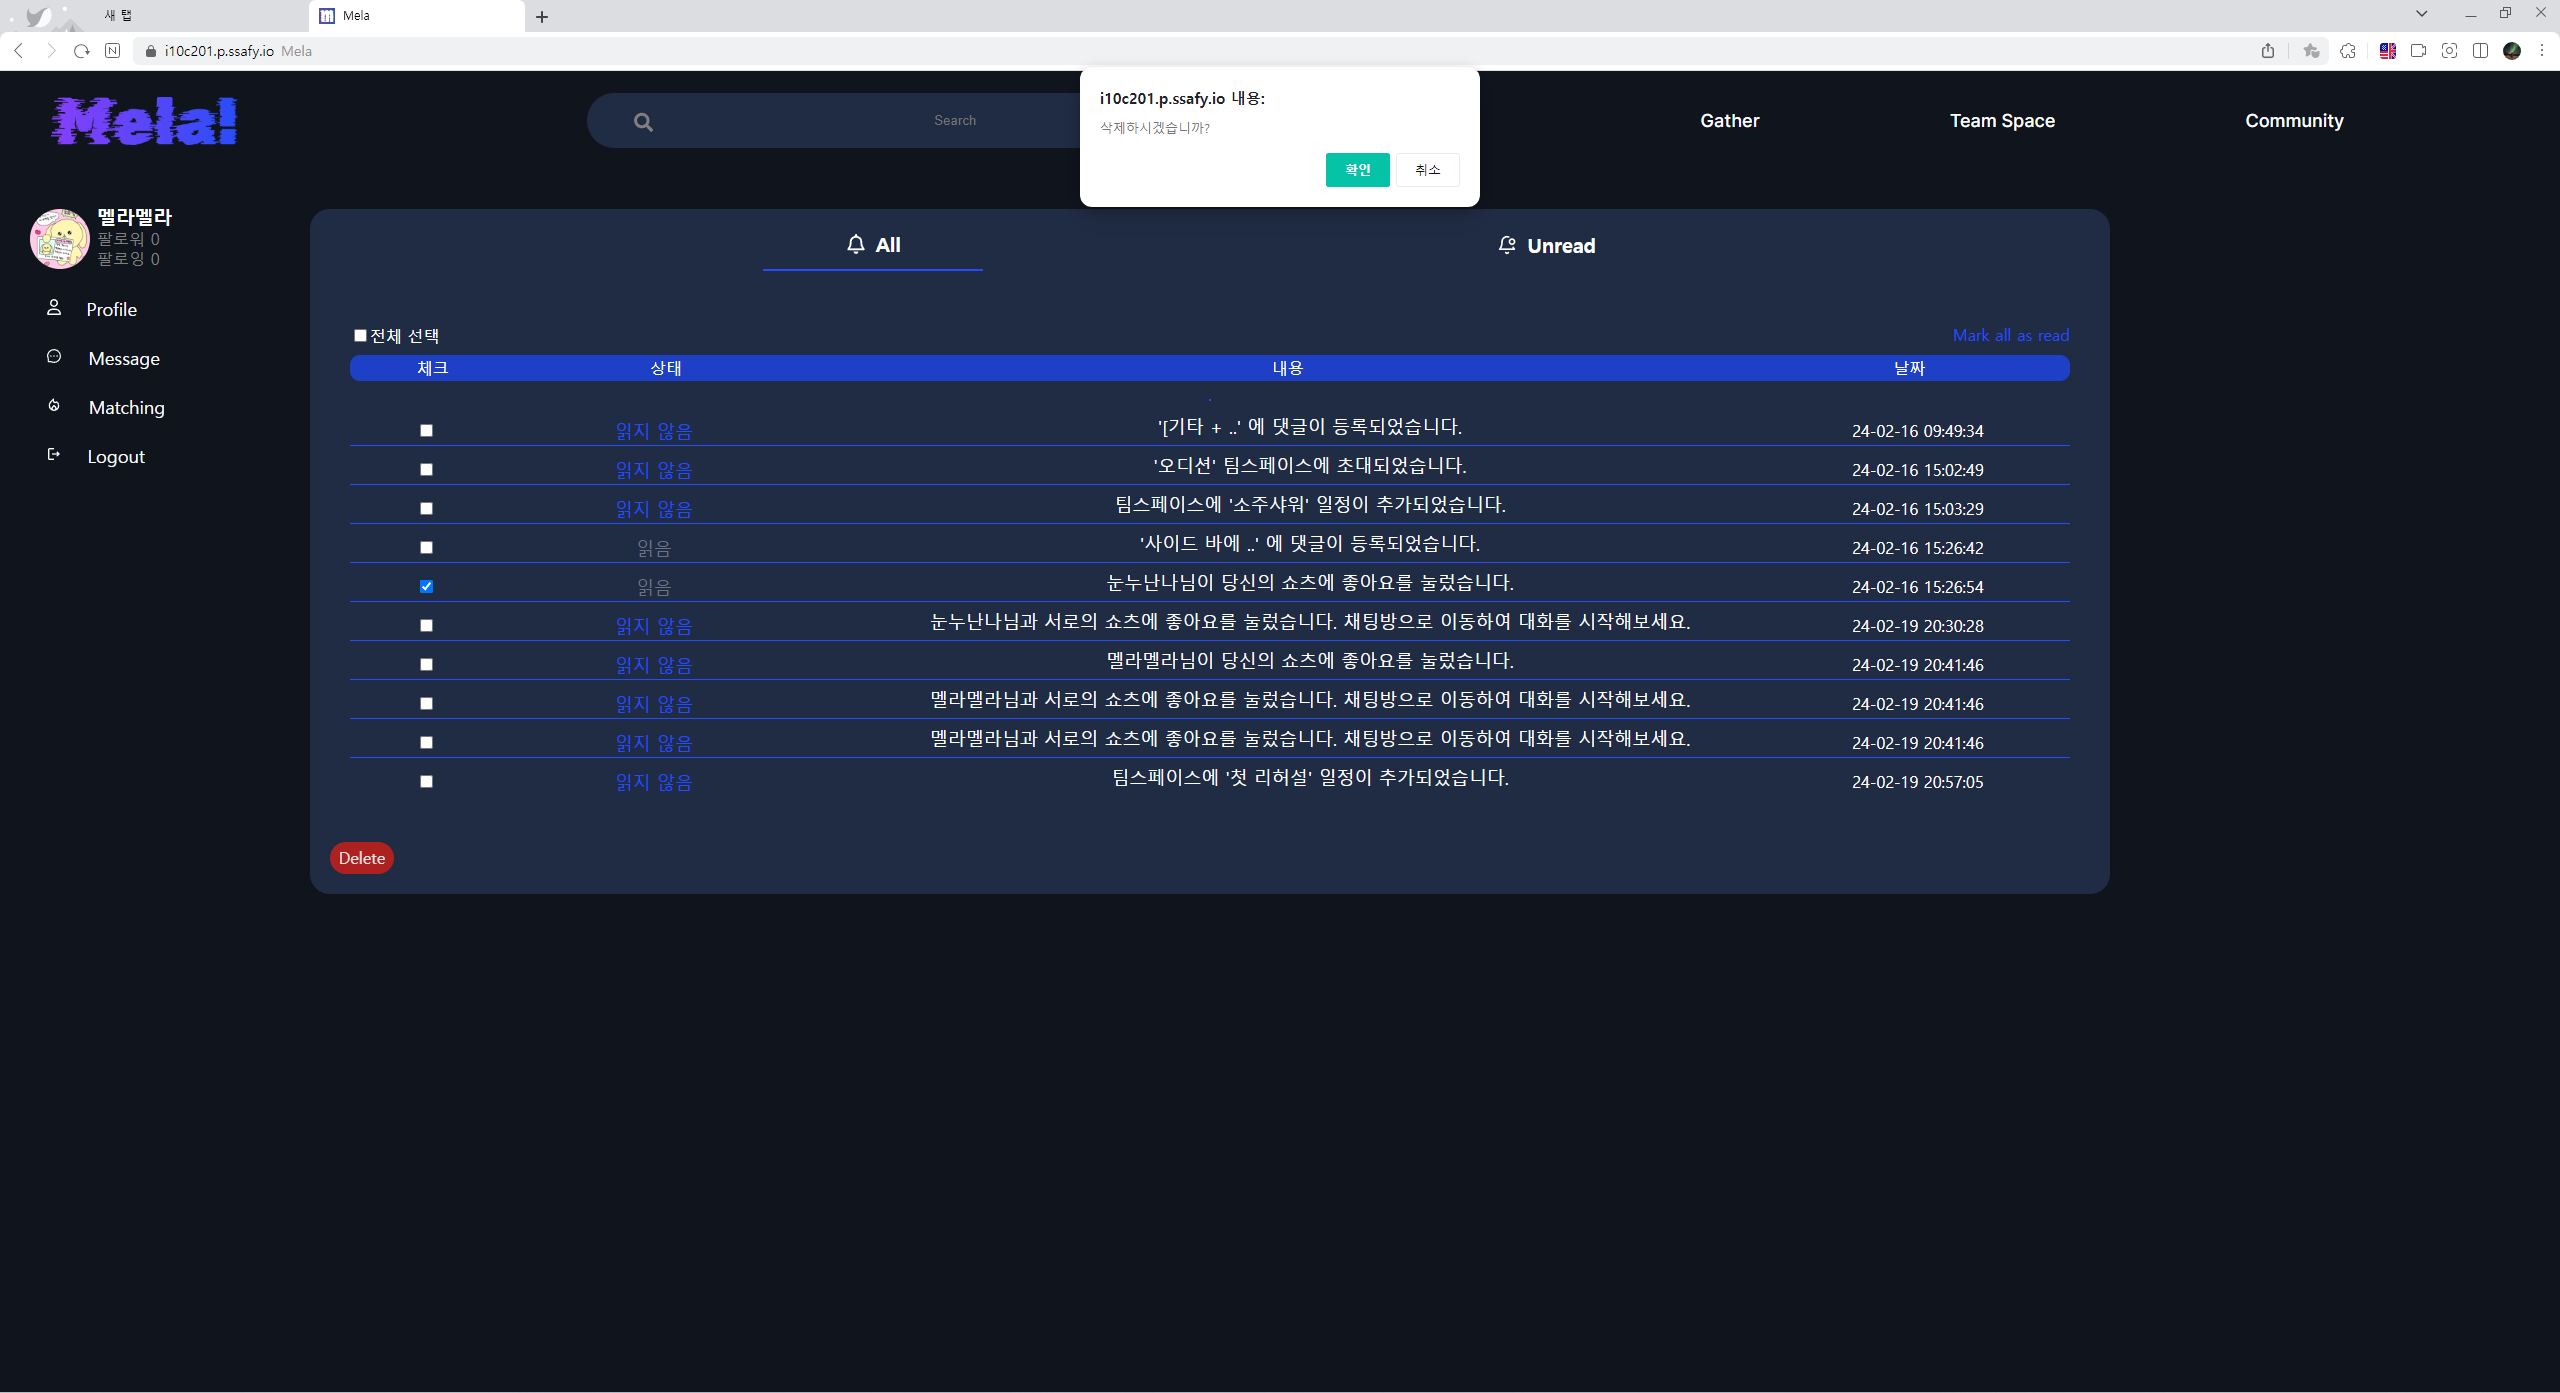 새 탭
Mela
i10c201.p.ssafy.io Mela
Mela!
Search
i10c201.p.ssafy.io 내용:
삭제하시겠습니까?
확인
취소
Gather
Team Space
Community
멜라멜라
팔로워 0
팔로잉 0
Profile
Message
Matching
Logout
All
Unread
전체 선택
Mark all as read
체크 상태 내용 날짜
읽지 않음 '[기타 + ..' 에 댓글이 등록되었습니다. 24-02-16 09:49:34
읽지 않음 '오디션' 팀스페이스에 초대되었습니다. 24-02-16 15:02:49
읽지 않음 팀스페이스에 '소주샤워' 일정이 추가되었습니다. 24-02-16 15:03:29
읽음 '사이드 바에 ..' 에 댓글이 등록되었습니다. 24-02-16 15:26:42
읽음 눈누난나님이 당신의 쇼츠에 좋아요를 눌렀습니다. 24-02-16 15:26:54
읽지 않음 눈누난나님과 서로의 쇼츠에 좋아요를 눌렀습니다. 채팅방으로 이동하여 대화를 시작해보세요. 24-02-19 20:30:28
읽지 않음 멜라멜라님이 당신의 쇼츠에 좋아요를 눌렀습니다. 24-02-19 20:41:46
읽지 않음 멜라멜라님과 서로의 쇼츠에 좋아요를 눌렀습니다. 채팅방으로 이동하여 대화를 시작해보세요. 24-02-19 20:41:46
읽지 않음 멜라멜라님과 서로의 쇼츠에 좋아요를 눌렀습니다. 채팅방으로 이동하여 대화를 시작해보세요. 24-02-19 20:41:46
읽지 않음 팀스페이스에 '첫 리허설' 일정이 추가되었습니다. 24-02-19 20:57:05
Delete